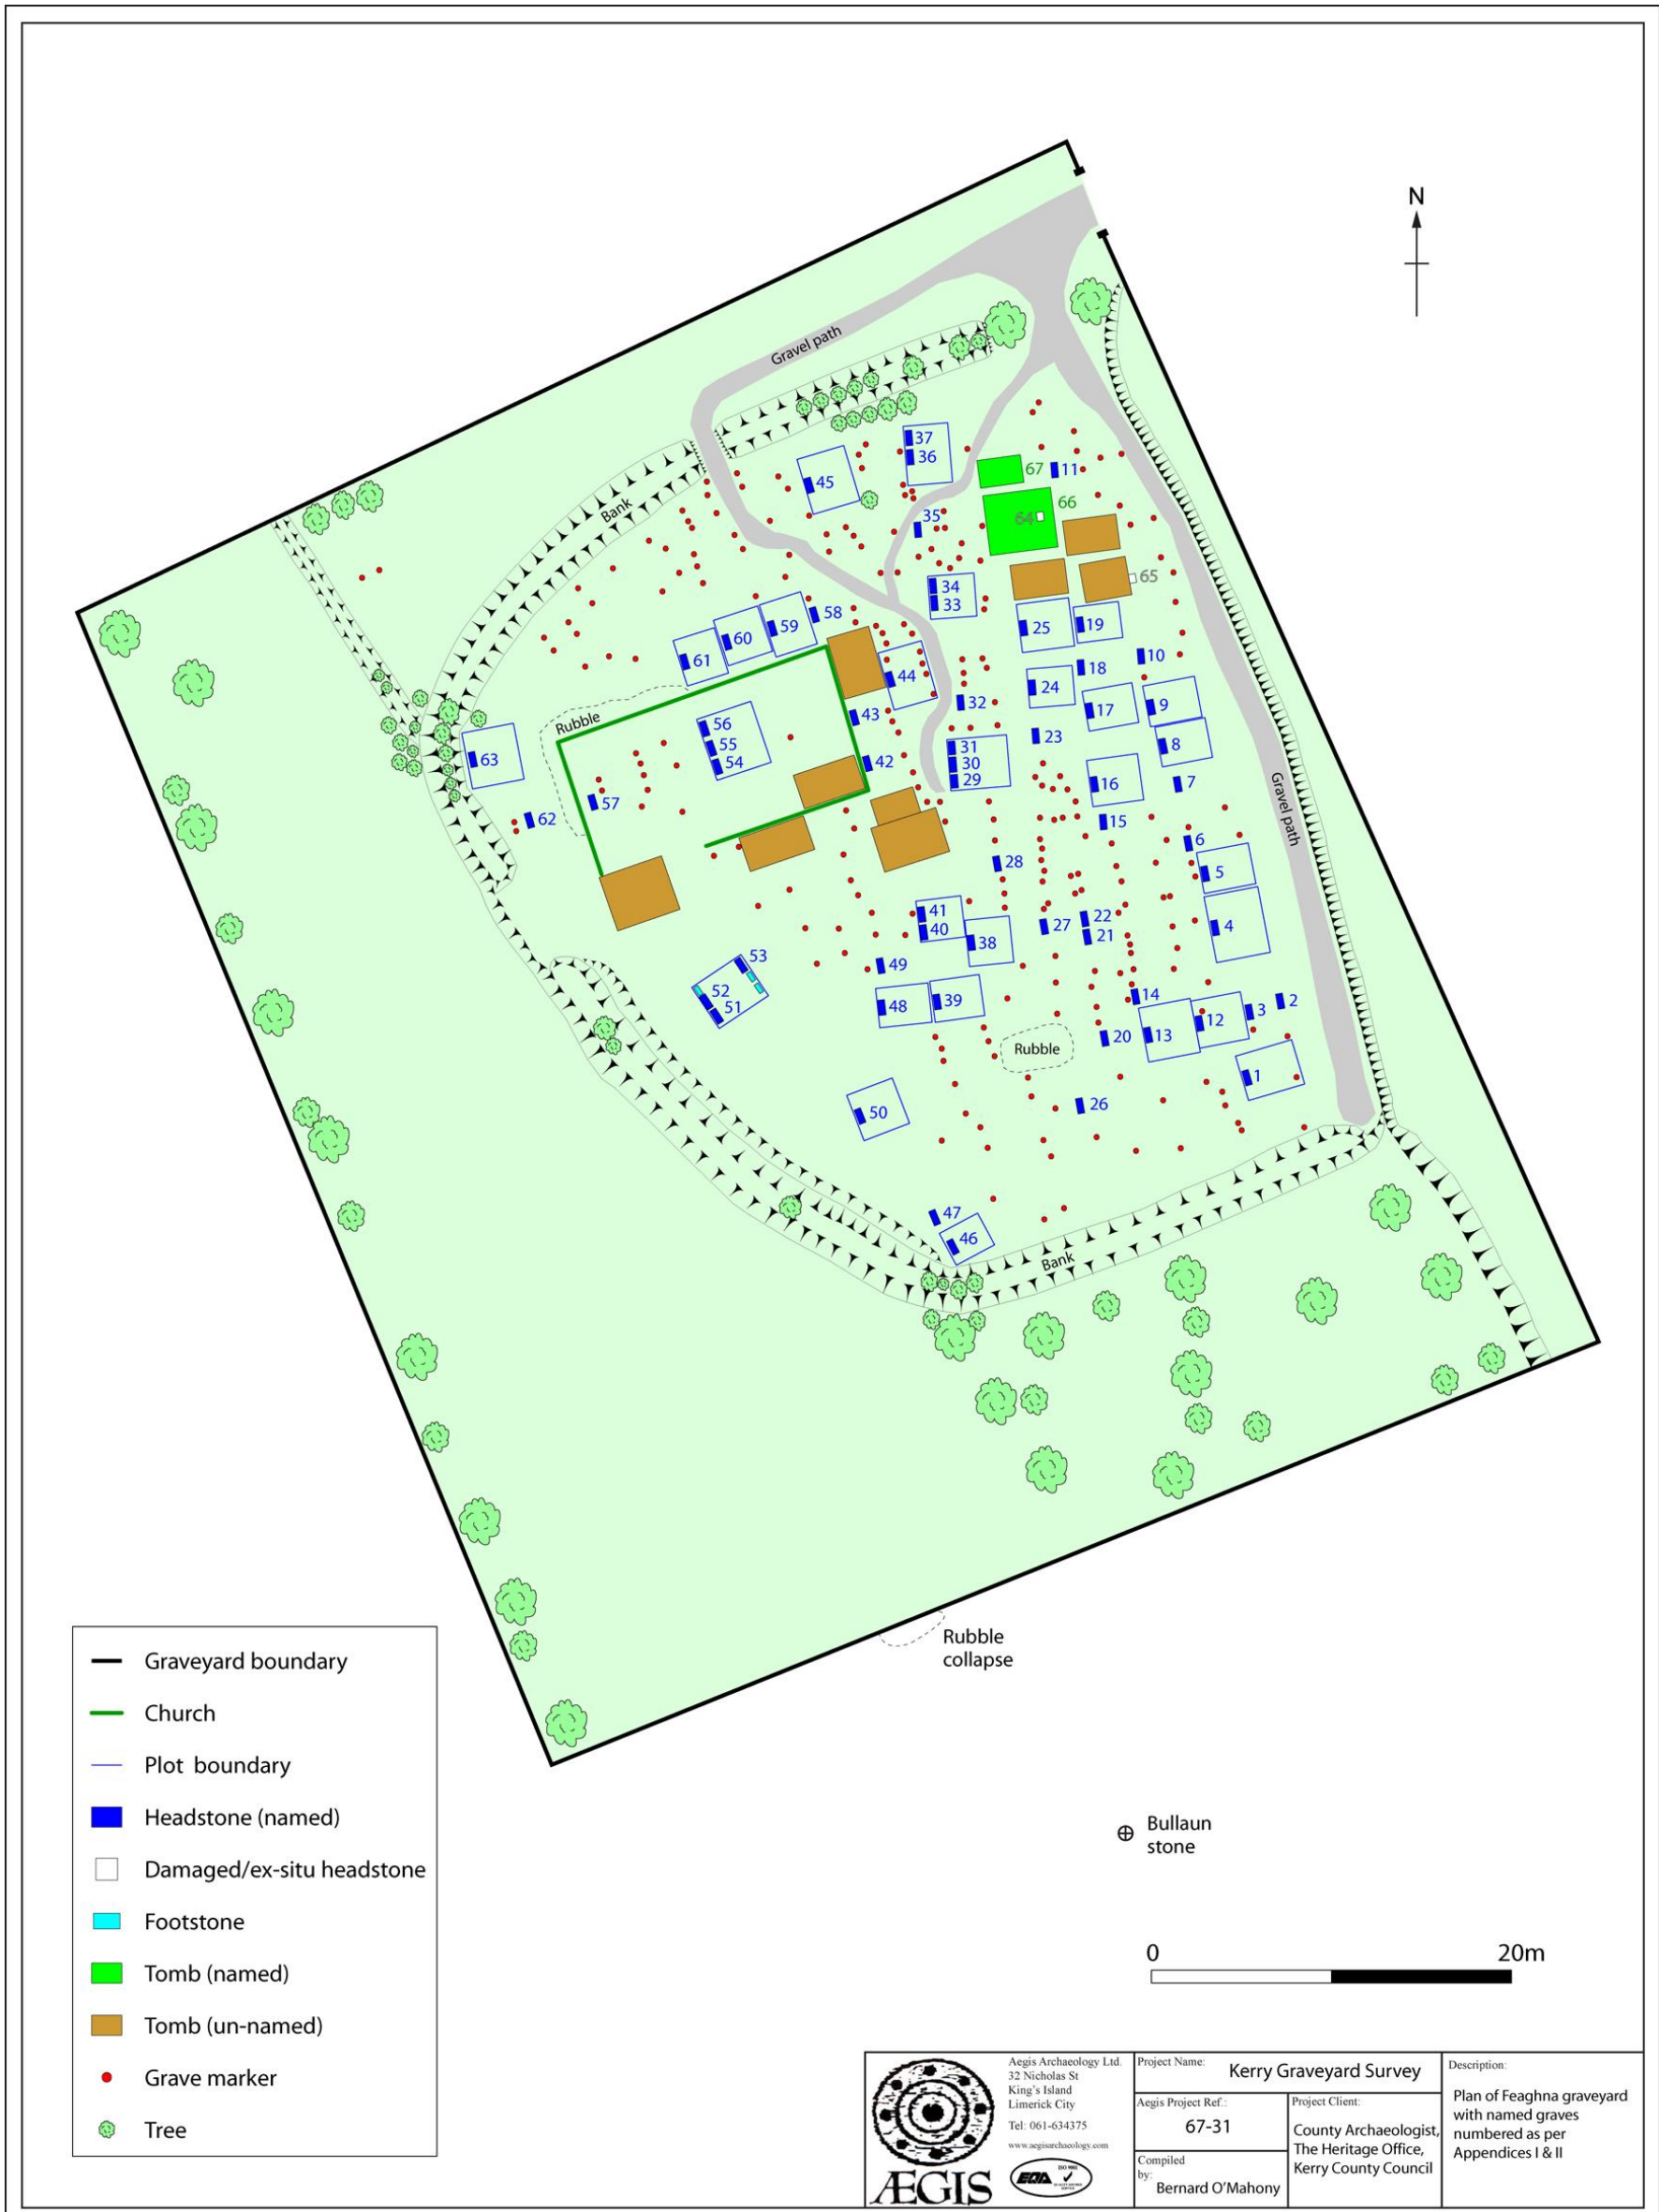 N
Gravel path
Bank
37
36
45
67
11
66
64
35
65
34
33
58
59
60
61
25
19
10
18
44
24
32
17
9
43
56
55
54
Rubble
63
31
30
29
23
8
42
16
7
57
62
15
6
28
5
Gravel path
41
40
38
27
22
21
4
53
52
51
49
48
39
14
2
3
12
13
20
Rubble
1
26
50
47
46
Bank
Rubble
collapse
Graveyard boundary
Church
Plot boundary
Headstone (named)
Damaged/ex-situ headstone
Footstone
Tomb (named)
Tomb (un-named)
Grave marker
Tree
Bullaun
stone
0 20m
ÆGIS
Aegis Archaeology Ltd.
32 Nicholas St
King's Island
Limerick City
Tel: 061-634375
www.aegisarchaeology.com
EQA
ISO 9001
Project Name:
Kerry Graveyard Survey
Aegis Project Ref.:
67-31
Compiled
by:
Bernard O'Mahony
Project Client:
County Archaeologist,
The Heritage Office,
Kerry County Council
Description:
Plan of Feaghna graveyard
with named graves
numbered as per
Appendices I & II